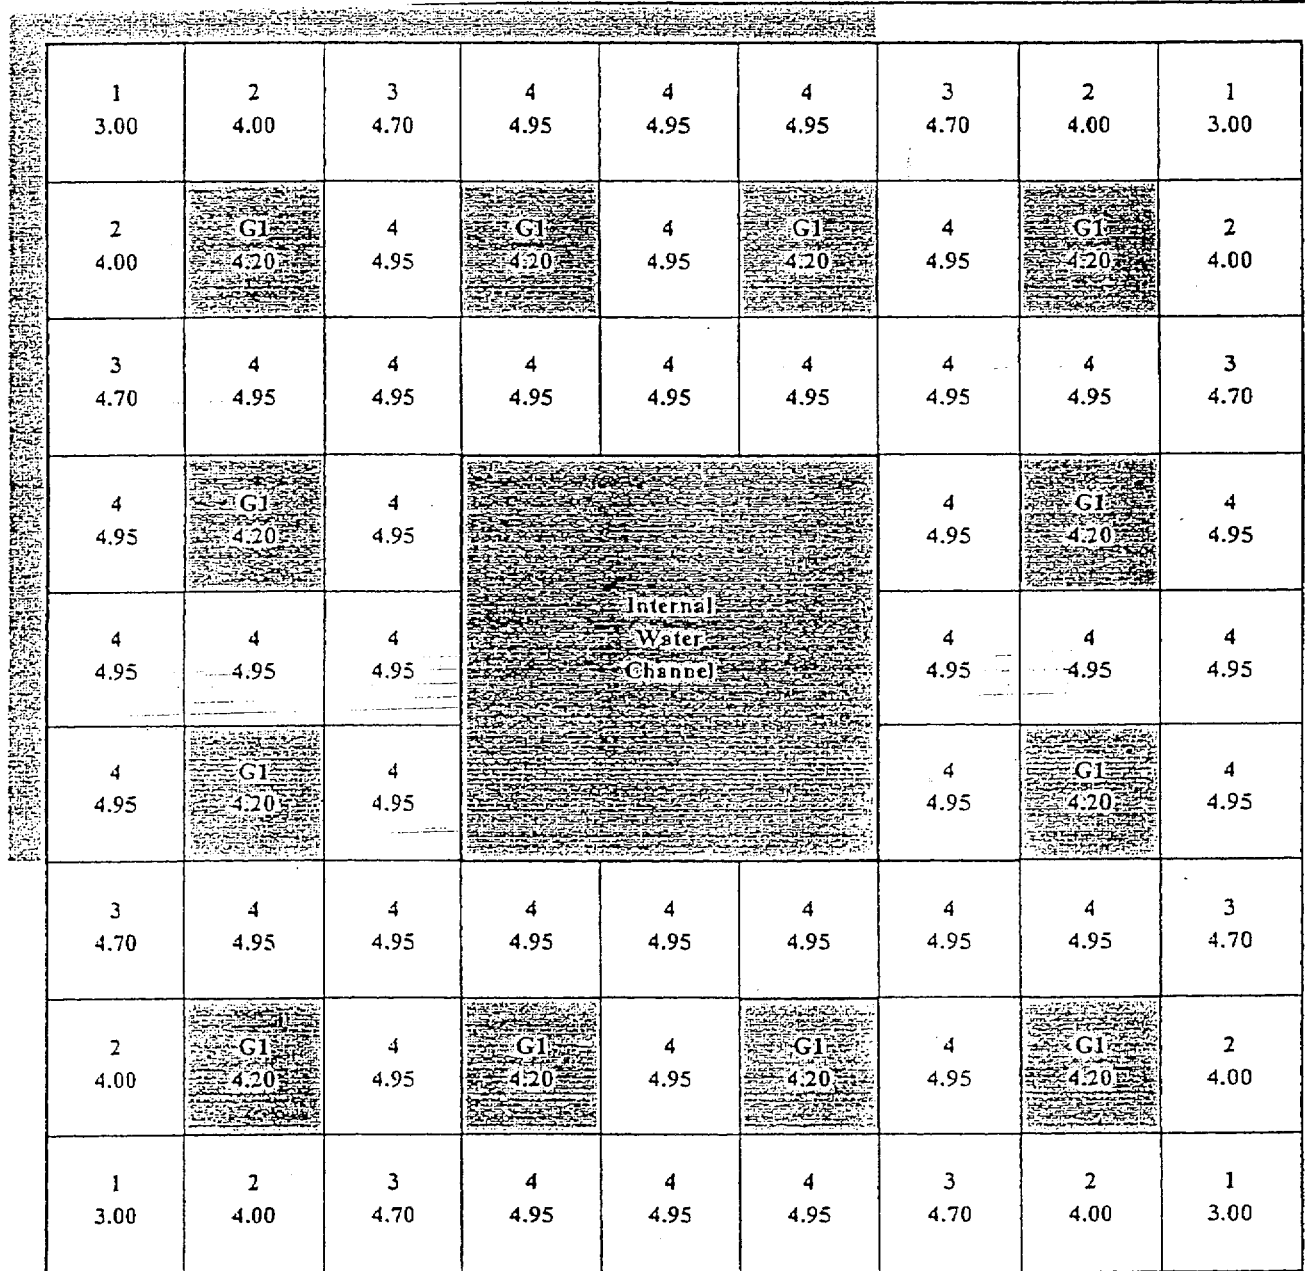 1 2 3 4 4 4 3 2 1
3.00 4.00 4.70 4.95 4.95 4.95 4.70 4.00 3.00
2 G1 4 G1 4 G1 4 G1 2
4.00 4.20 4.95 4.20 4.95 4.20 4.95 4.20 4.00
3 4 4 4 4 4 4 4 3
4.70 4.95 4.95 4.95 4.95 4.95 4.95 4.95 4.70
4 G1 4 4 G1 4
4.95 4.20 4.95 4.95 4.20 4.95
Internal
4 4 4 Water 4 4 4
4.95 4.95 4.95 Channel 4.95 4.95 4.95
4 G1 4 4 G1 4
4.95 4.20 4.95 4.95 4.20 4.95
3 4 4 4 4 4 4 4 3
4.70 4.95 4.95 4.95 4.95 4.95 4.95 4.95 4.70
2 G1 4 G1 4 G1 4 G1 2
4.00 4.20 4.95 4.20 4.95 4.20 4.95 4.20 4.00
1 2 3 4 4 4 3 2 1
3.00 4.00 4.70 4.95 4.95 4.95 4.70 4.00 3.00